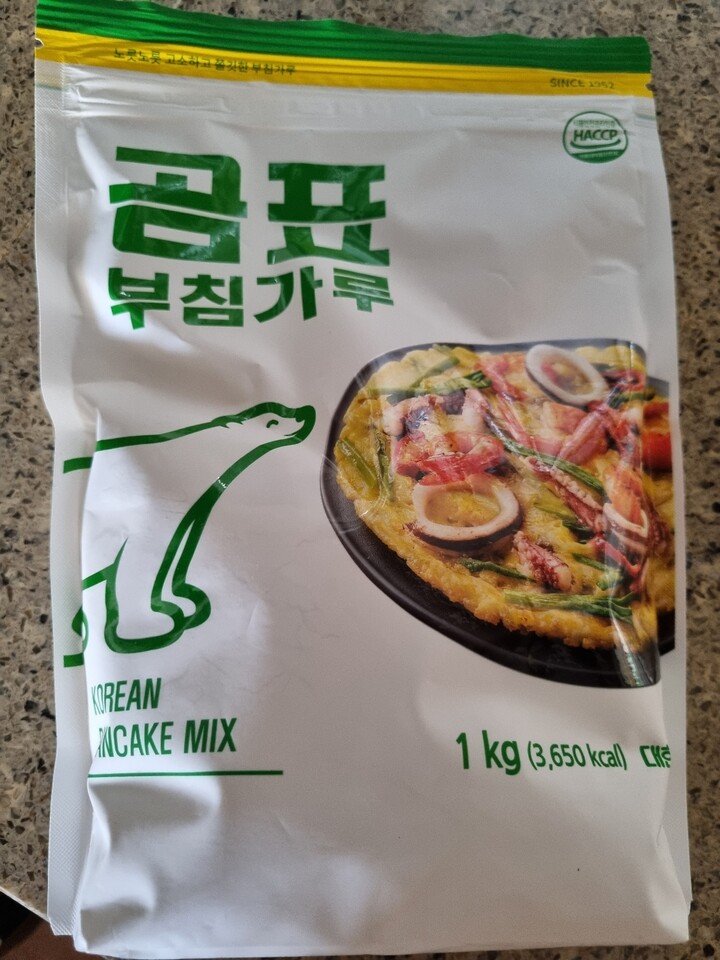 노릇노릇 고소하고 쫄깃한 부침가루
SINCE 1952
HACCP
곰표
부침가루
KOREAN
PANCAKE MIX
1 kg (3,650 kcal)